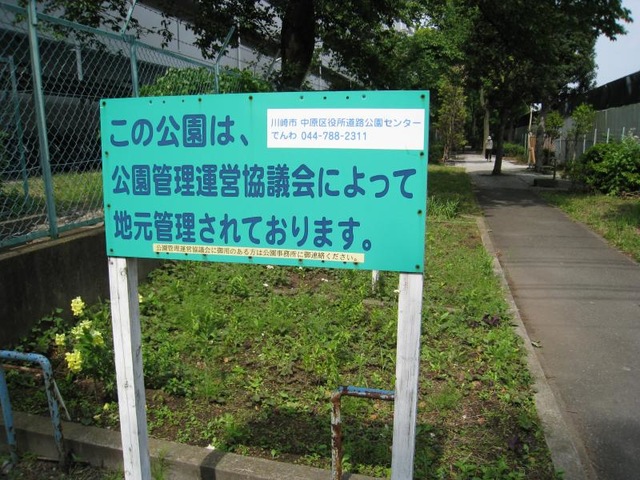 川崎市 中原区役所道路公園センター
でんわ 044-788-2311
この公園は、
公園管理運営協議会によって
地元管理されております。
公園管理運営協議会に御用のある方は公園事務所に御連絡ください。